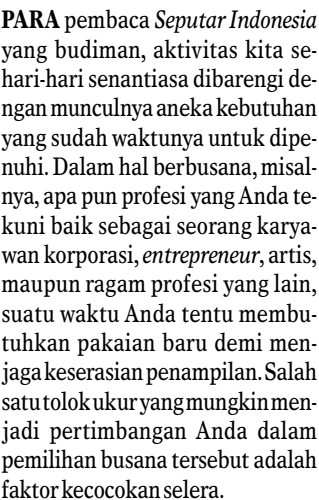 PARA pembaca Seputar Indonesia
yang budiman, aktivitas kita se-
hari-hari senantiasa dibarengi de-
ngan munculnya aneka kebutuhan
yang sudah waktunya untuk dipe-
nuhi. Dalam hal berbusana, misal-
nya, apa pun profesi yang Anda te-
kuni baik sebagai seorang karya-
wan korporasi, entrepreneur, artis,
maupun ragam profesi yang lain,
suatu waktu Anda tentu membu-
tuhkan pakaian baru demi men-
jaga keserasian penampilan. Salah
satu tolok ukur yang mungkin men-
jadi pertimbangan Anda dalam
pemilihan busana tersebut adalah
faktor kecocokan selera.